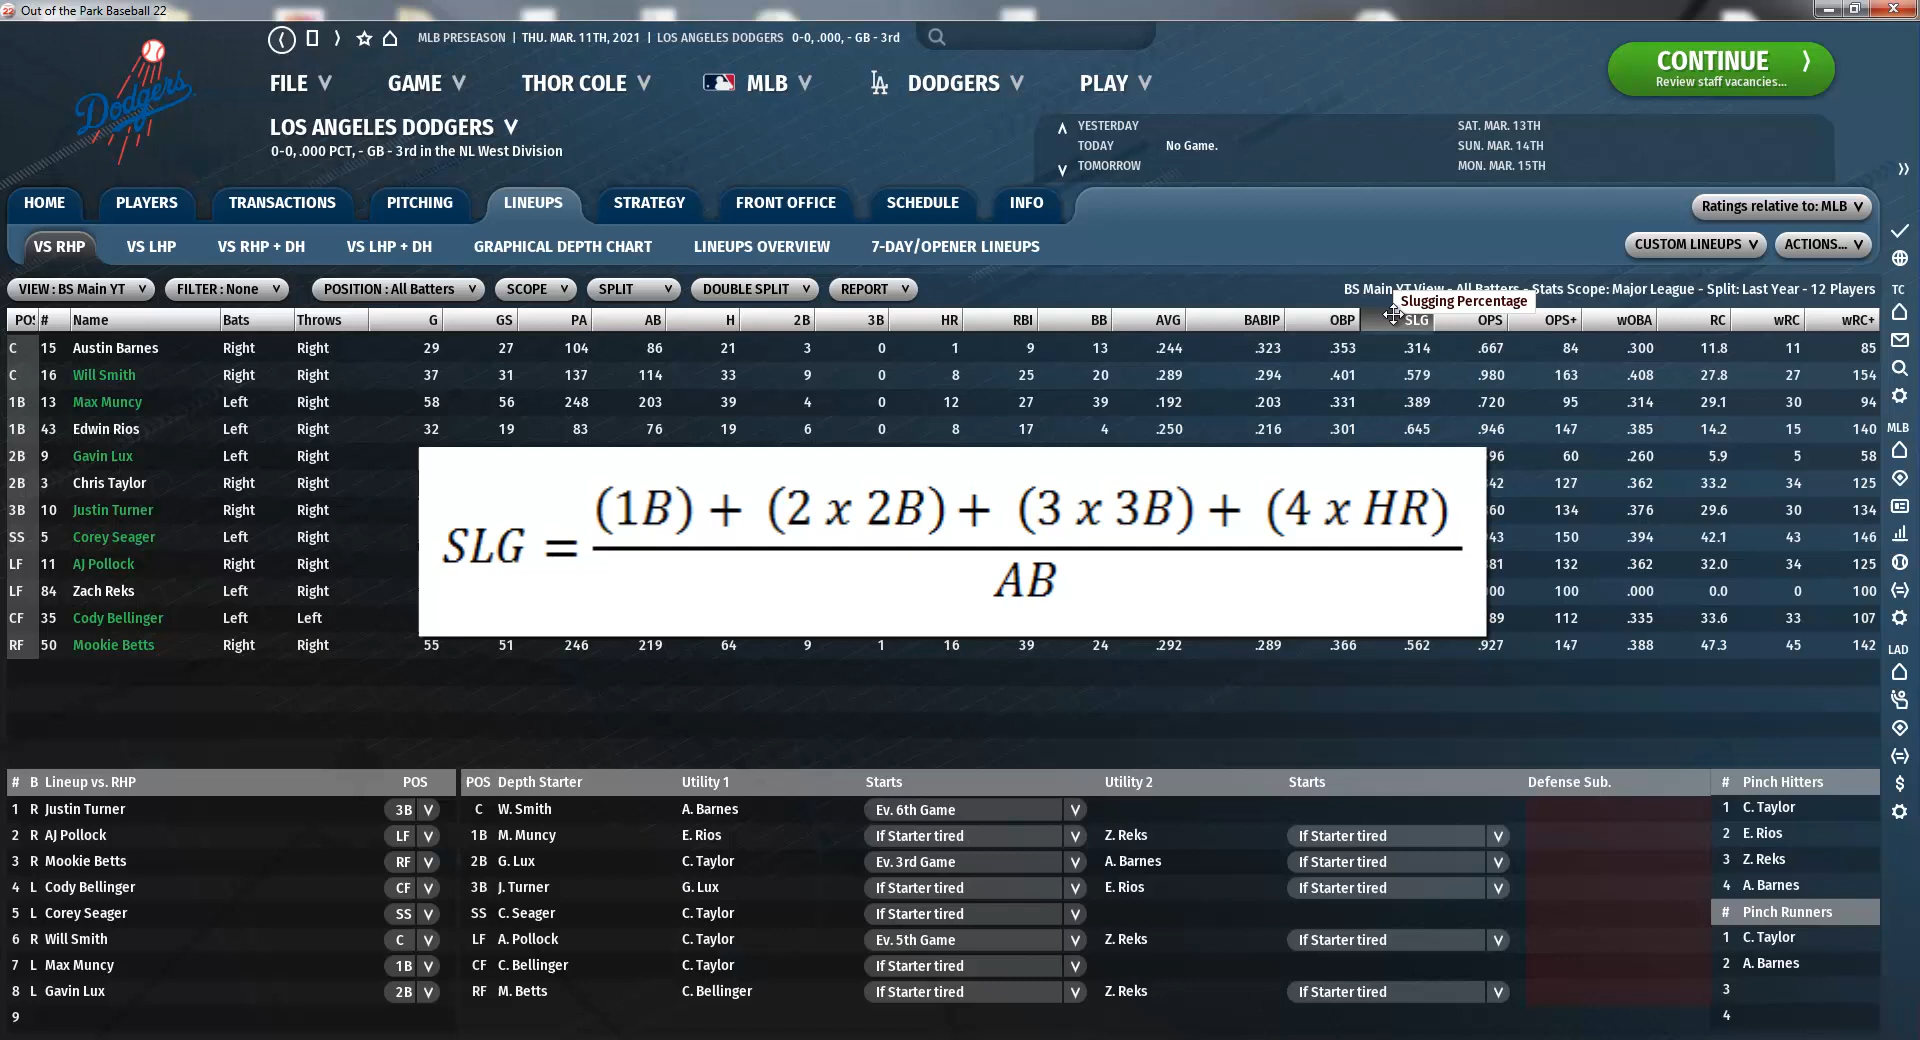 Out of the Park Baseball 22
MLB PRESEASON | THU. MAR. 11TH, 2021 | LOS ANGELES DODGERS 0-0, .000, - GB - 3rd
FILE GAME THOR COLE MLB DODGERS PLAY
CONTINUE
Review staff vacancies...
Dodgers
LOS ANGELES DODGERS
0-0, .000 PCT, - GB - 3rd in the NL West Division
YESTERDAY SAT. MAR. 13TH
TODAY No Game. SUN. MAR. 14TH
TOMORROW MON. MAR. 15TH
HOME PLAYERS TRANSACTIONS PITCHING LINEUPS STRATEGY FRONT OFFICE SCHEDULE INFO
Ratings relative to: MLB
VS RHP VS LHP VS RHP + DH VS LHP + DH GRAPHICAL DEPTH CHART LINEUPS OVERVIEW 7-DAY/OPENER LINEUPS
CUSTOM LINEUPS ACTIONS...
VIEW : BS Main YT FILTER : None POSITION : All Batters SCOPE SPLIT DOUBLE SPLIT REPORT
BS Main YT View - All Batters - Stats Scope: Major League - Split: Last Year - 12 Players
Slugging Percentage
POS # Name Bats Throws G GS PA AB H 2B 3B HR RBI BB AVG BABIP OBP SLG OPS OPS+ wOBA RC wRC wRC+
C 15 Austin Barnes Right Right 29 27 104 86 21 3 0 1 9 13 .244 .323 .353 .314 .667 84 .300 11.8 11 85
C 16 Will Smith Right Right 37 31 137 114 33 9 0 8 25 20 .289 .294 .401 .579 .980 163 .408 27.8 27 154
1B 13 Max Muncy Left Right 58 56 248 203 39 4 0 12 27 39 .192 .203 .331 .389 .720 95 .314 29.1 30 94
1B 43 Edwin Rios Left Right 32 19 83 76 19 6 0 8 17 4 .250 .216 .301 .645 .946 147 .385 14.2 15 140
2B 9 Gavin Lux Left Right 96 60 .260 5.9 5 58
2B 3 Chris Taylor Right Right 42 127 .362 33.2 34 125
3B 10 Justin Turner Right Right 60 134 .376 29.6 30 134
SS 5 Corey Seager Left Right 43 150 .394 42.1 43 146
LF 11 AJ Pollock Right Right 81 132 .362 32.0 34 125
LF 84 Zach Reks Left Right 00 100 .000 0.0 0 100
CF 35 Cody Bellinger Left Left 89 112 .335 33.6 33 107
RF 50 Mookie Betts Right Right 55 51 246 219 64 9 1 16 39 24 .292 .289 .366 .562 .927 147 .388 47.3 45 142
SLG = (1B) + (2 x 2B) + (3 x 3B) + (4 x HR)
AB
TC
MLB
LAD
# B Lineup vs. RHP POS
1 R Justin Turner 3B
2 R AJ Pollock LF
3 R Mookie Betts RF
4 L Cody Bellinger CF
5 L Corey Seager SS
6 R Will Smith C
7 L Max Muncy 1B
8 L Gavin Lux 2B
9
POS Depth Starter Utility 1 Starts Utility 2 Starts Defense Sub.
C W. Smith A. Barnes Ev. 6th Game
1B M. Muncy E. Rios If Starter tired Z. Reks If Starter tired
2B G. Lux C. Taylor Ev. 3rd Game A. Barnes If Starter tired
3B J. Turner G. Lux If Starter tired E. Rios If Starter tired
SS C. Seager C. Taylor If Starter tired
LF A. Pollock C. Taylor Ev. 5th Game Z. Reks If Starter tired
CF C. Bellinger C. Taylor If Starter tired
RF M. Betts C. Bellinger If Starter tired Z. Reks If Starter tired
# Pinch Hitters
1 C. Taylor
2 E. Rios
3 Z. Reks
4 A. Barnes
# Pinch Runners
1 C. Taylor
2 A. Barnes
3
4